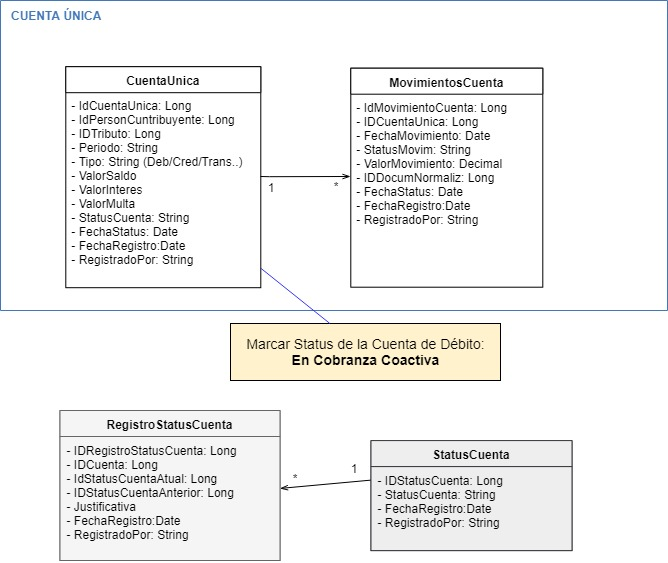 CUENTA ÚNICA
CuentaUnica
- IdCuentaUnica: Long
- IdPersonCuntribuyente: Long
- IDTributo: Long
- Periodo: String
- Tipo: String (Deb/Cred/Trans..)
- ValorSaldo
- ValorInteres
- ValorMulta
- StatusCuenta: String
- FechaStatus: Date
- FechaRegistro:Date
- RegistradoPor: String
1
*
MovimientosCuenta
- IdMovimientoCuenta: Long
- IDCuentaUnica: Long
- FechaMovimiento: Date
- StatusMovim: String
- ValorMovimiento: Decimal
- IDDocumNormaliz: Long
- FechaStatus: Date
- FechaRegistro:Date
- RegistradoPor: String
Marcar Status de la Cuenta de Débito:
En Cobranza Coactiva
RegistroStatusCuenta
- IDRegistroStatusCuenta: Long
- IDCuenta: Long
- IdStatusCuentaAtual: Long
- IDStatusCuentaAnterior: Long
- Justificativa
- FechaRegistro:Date
- RegistradoPor: String
*
1
StatusCuenta
- IDStatusCuenta: Long
- StatusCuenta: String
- FechaRegistro:Date
- RegistradoPor: String